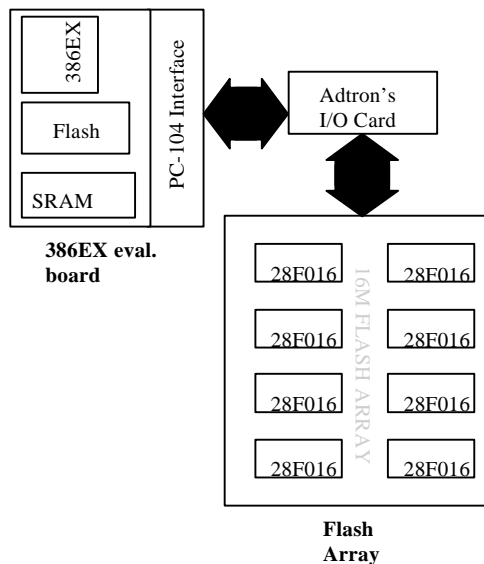 386EX
Flash
SRAM
PC-104 Interface
386EX eval.
board
Adtron's
I/O Card
28F016
28F016
28F016
28F016
28F016
28F016
28F016
28F016
16M FLASH ARRAY
Flash
Array